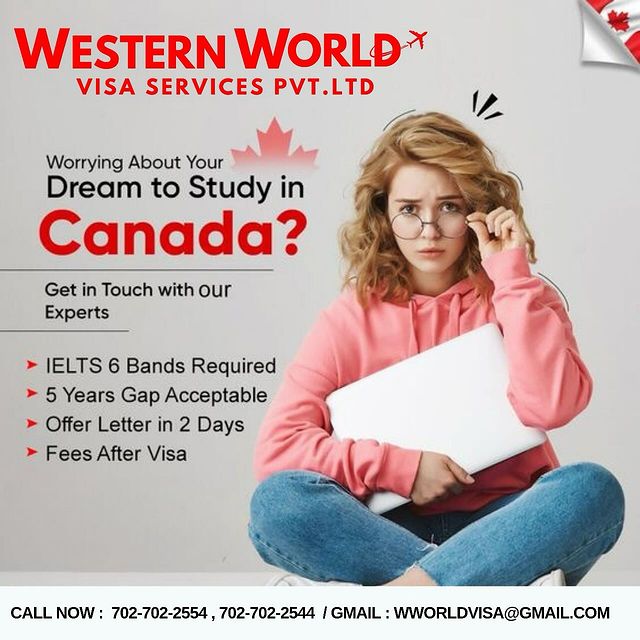 WESTERN WORLD
VISA SERVICES PVT.LTD
Worrying About Your
Dream to Study in
Canada?
Get in Touch with our
Experts
IELTS 6 Bands Required
5 Years Gap Acceptable
Offer Letter in 2 Days
Fees After Visa
CALL NOW : 702-702-2554 , 702-702-2544 / GMAIL : WWORLDVISA@GMAIL.COM